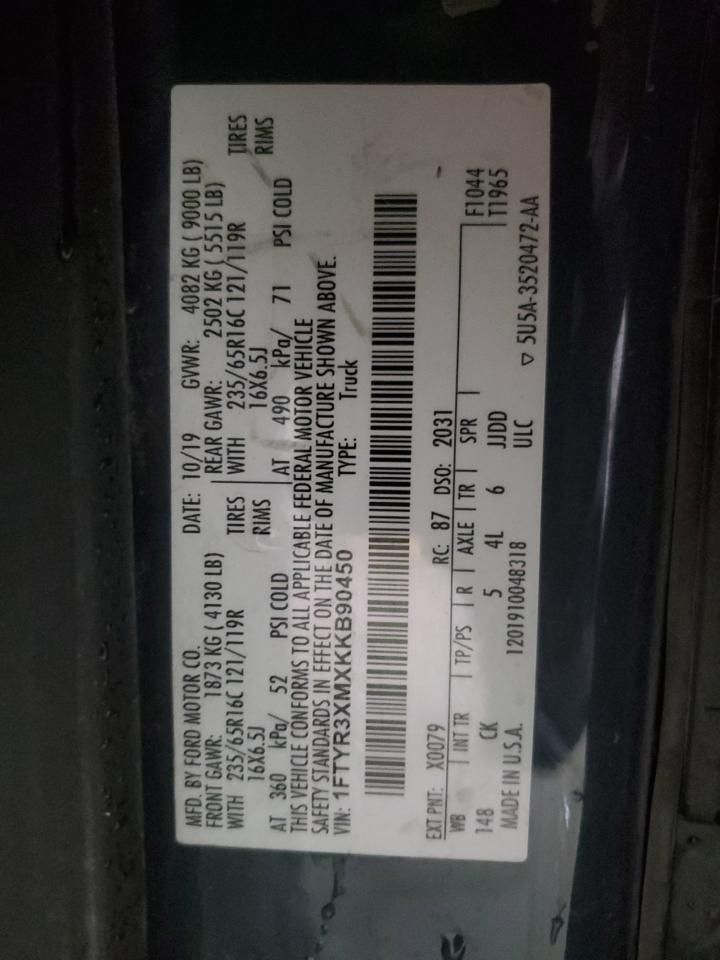 MFD. BY FORD MOTOR CO. DATE: 10/19 GVWR: 4082 KG ( 9000 LB)
FRONT GAWR: 1873 KG ( 4130 LB) REAR GAWR: 2502 KG ( 5515 LB)
WITH 235/65R16C 121/119R TIRES WITH 235/65R16C 121/119R TIRES
16X6.5J RIMS 16X6.5J RIMS
AT 360 kPa/ 52 PSI COLD AT 490 kPa/ 71 PSI COLD
THIS VEHICLE CONFORMS TO ALL APPLICABLE FEDERAL MOTOR VEHICLE
SAFETY STANDARDS IN EFFECT ON THE DATE OF MANUFACTURE SHOWN ABOVE.
VIN: 1FTYR3XMXKKB90450 TYPE: Truck
EXT PNT: X0079 RC: 87 DSO: 2031
WB INT TR TP/PS R AXLE TR SPR F1044
148 CK 5 4L 6 JJDD T1965
MADE IN U.S.A. 1201910048318 ULC
▽ 5U5A-3520472-AA